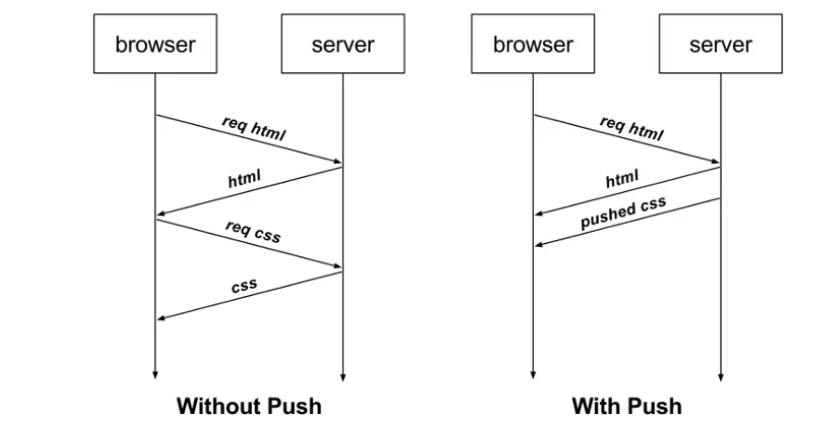 browser
server
req html
html
req css
css
Without Push
browser
server
req html
html
pushed css
With Push